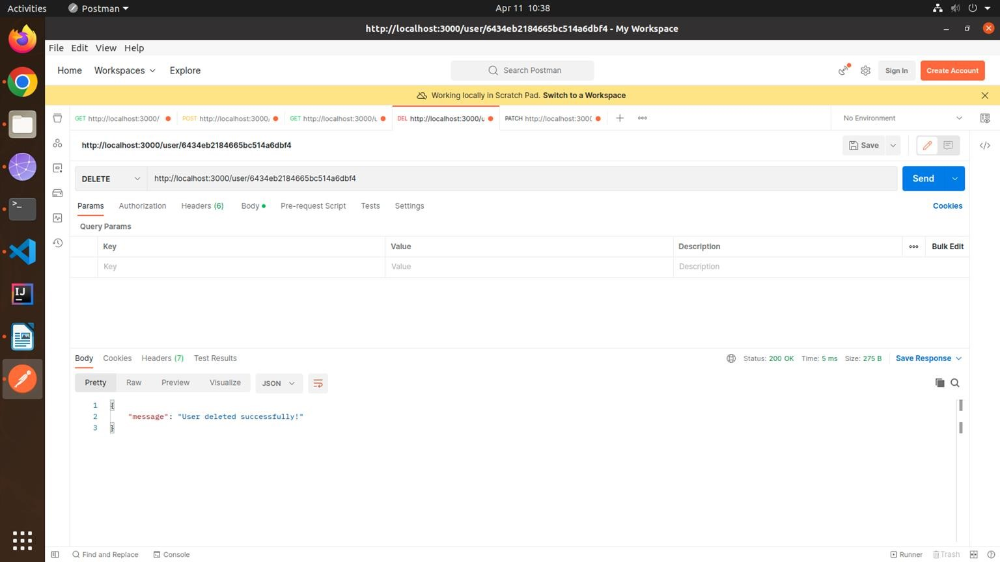 Activities Postman Apr 11 10:38
http://localhost:3000/user/6434eb2184665bc514a6dbf4 - My Workspace
File Edit View Help
Home Workspaces Explore Search Postman Sign In Create Account
Working locally in Scratch Pad. Switch to a Workspace
GET http://localhost:3000/ POST http://localhost:3000, GET http://localhost:3000/u DEL http://localhost:3000/u PATCH http://localhost:3000 No Environment
http://localhost:3000/user/6434eb2184665bc514a6dbf4 Save
DELETE http://localhost:3000/user/6434eb2184665bc514a6dbf4 Send
Params Authorization Headers (6) Body Pre-request Script Tests Settings Cookies
Query Params
Key Value Description Bulk Edit
Key Value Description
Body Cookies Headers (7) Test Results Status: 200 OK Time: 5 ms Size: 275 B Save Response
Pretty Raw Preview Visualize JSON
1 {
2 "message": "User deleted successfully!"
3 }
Find and Replace Console Runner Trash